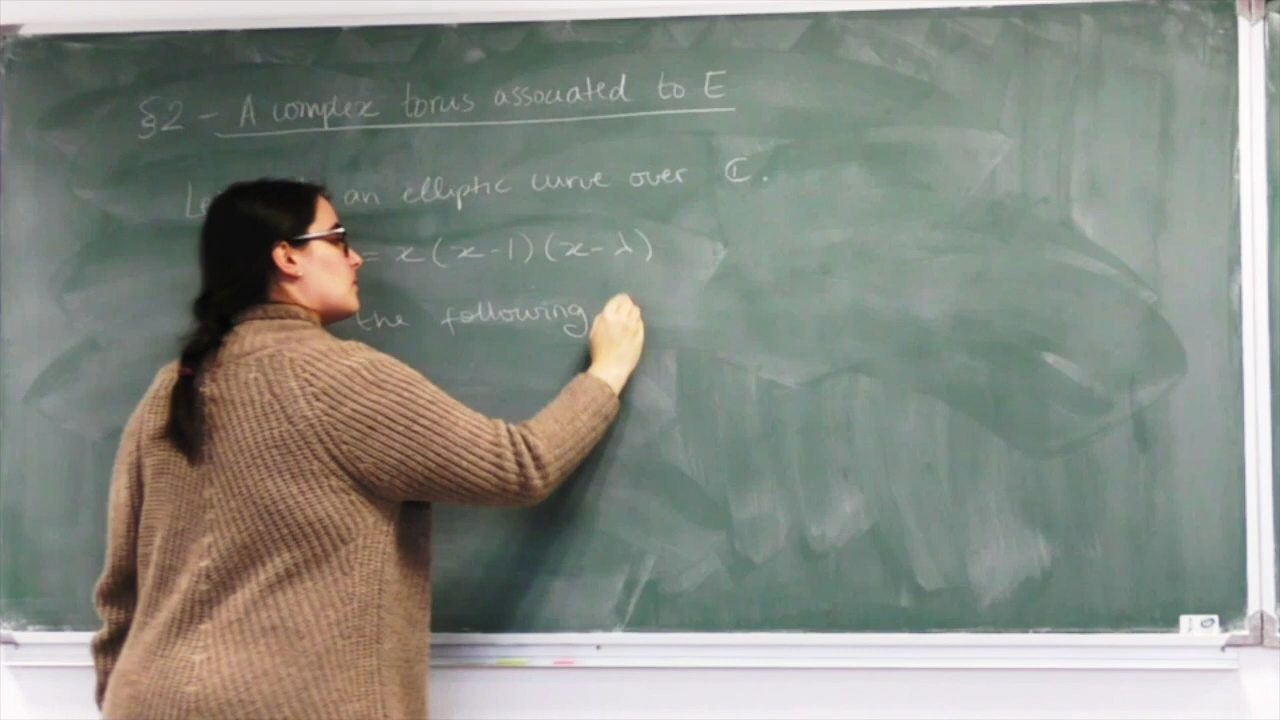 §2 - A complex torus associated to E
an elliptic curve over ℂ.
= x(x-1)(x-λ)
the following